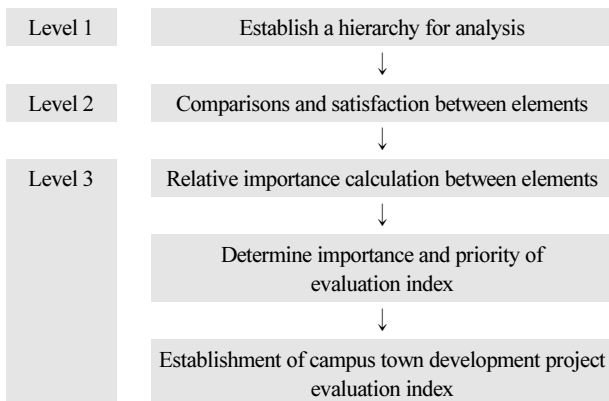 Level 1
Establish a hierarchy for analysis
↓
Level 2
Comparisons and satisfaction between elements
↓
Level 3
Relative importance calculation between elements
↓
Determine importance and priority of
evaluation index
↓
Establishment of campus town development project
evaluation index